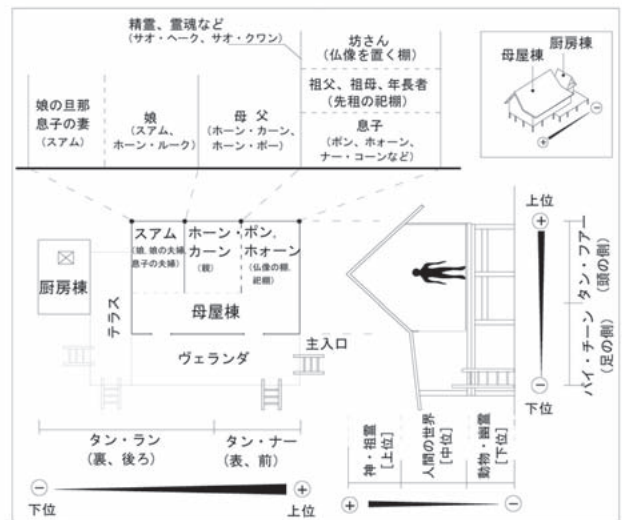 精霊、霊魂など
(サオ・ヘーク、サオ・クワン)
坊さん
(仏像を置く棚)
祖父、祖母、年長者
(先祖の祀棚)
娘の旦那
息子の妻
(スアム)
娘
(スアム、
ホーン・ルーク)
母 父
(ホーン・カーン、
ホーン・ポー)
息子
(ポン、ホォーン、
ナー・コーンなど)
母屋棟
厨房棟
−
+
スアム
(娘、娘の夫婦、
息子の夫婦)
ホーン・
カーン
(親)
ポン、
ホォーン
(仏像の棚、
祀棚)
厨房棟
テラス
母屋棟
ヴェランダ
主入口
タン・ラン
(裏、後ろ)
タン・ナー
(表、前)
−
下位
+
上位
上位
+
タン・フアー
(頭の側)
パイ・チーン
(足の側)
−
下位
神・祖霊
[上位]
人間の世界
[中位]
動物・幽霊
[下位]
+
−